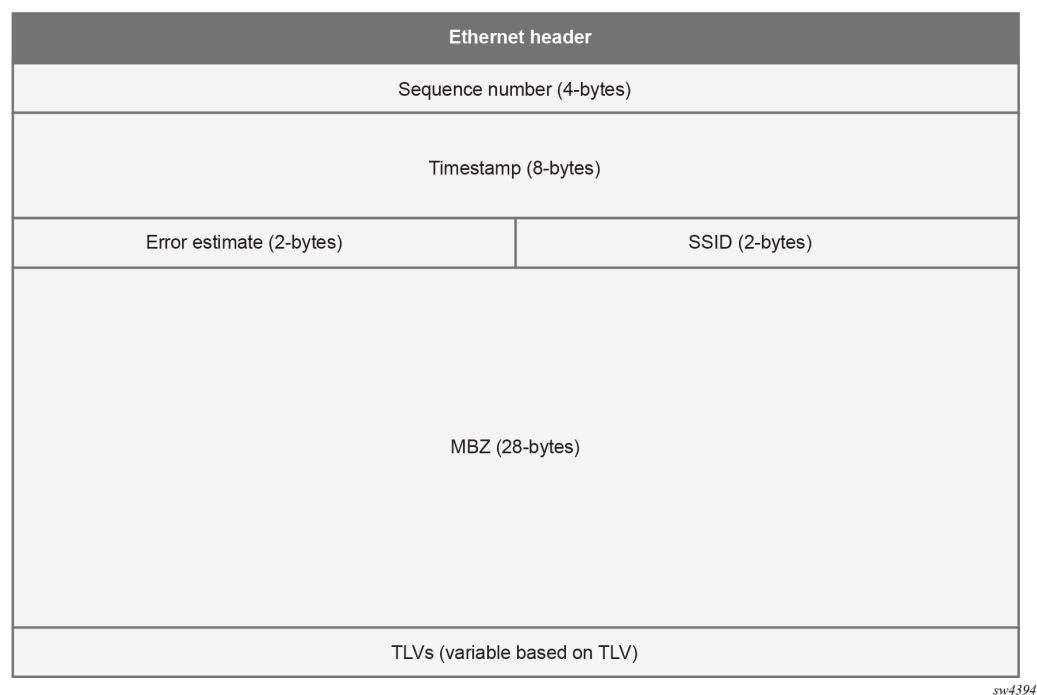 Ethernet header
Sequence number (4-bytes)
Timestamp (8-bytes)
Error estimate (2-bytes)
SSID (2-bytes)
MBZ (28-bytes)
TLVs (variable based on TLV)
sw4394